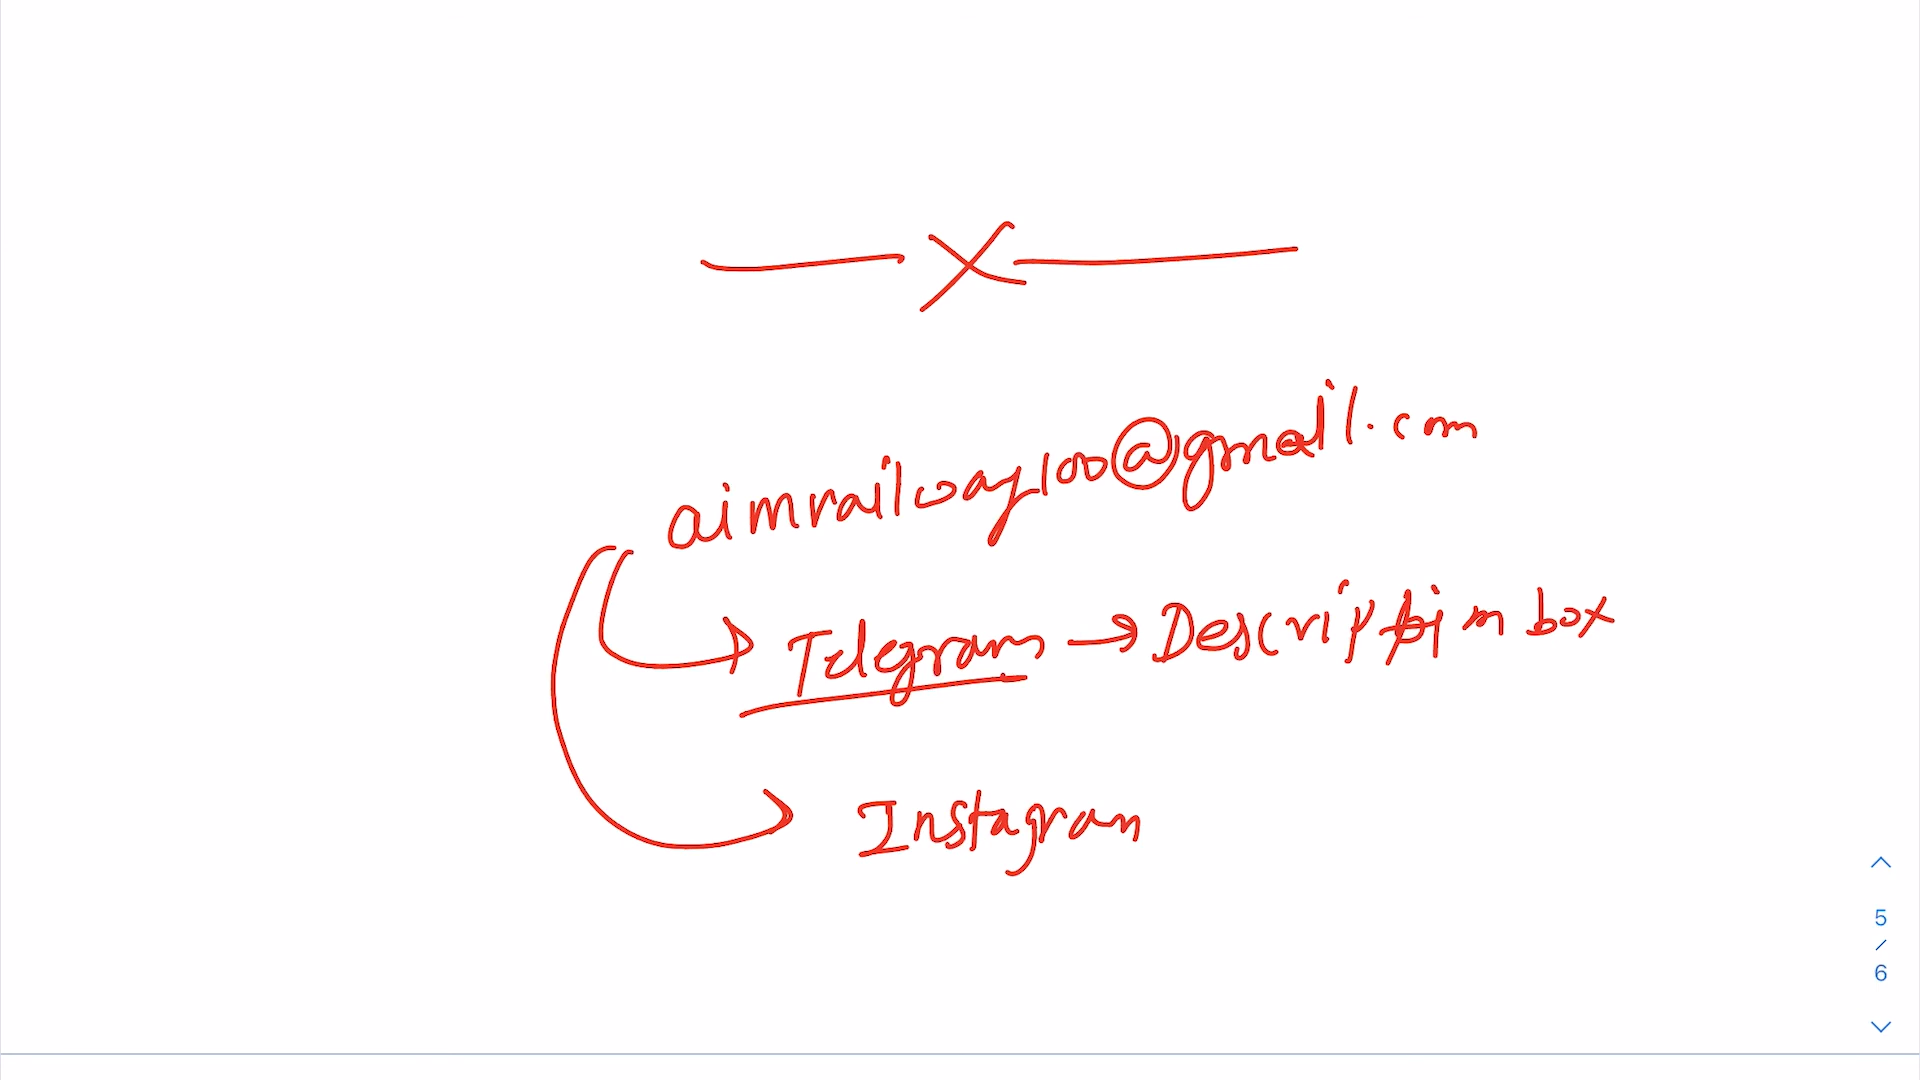 X
aimrailway100@gmail.com
Telegram → Description box
Instagram
5
/
6